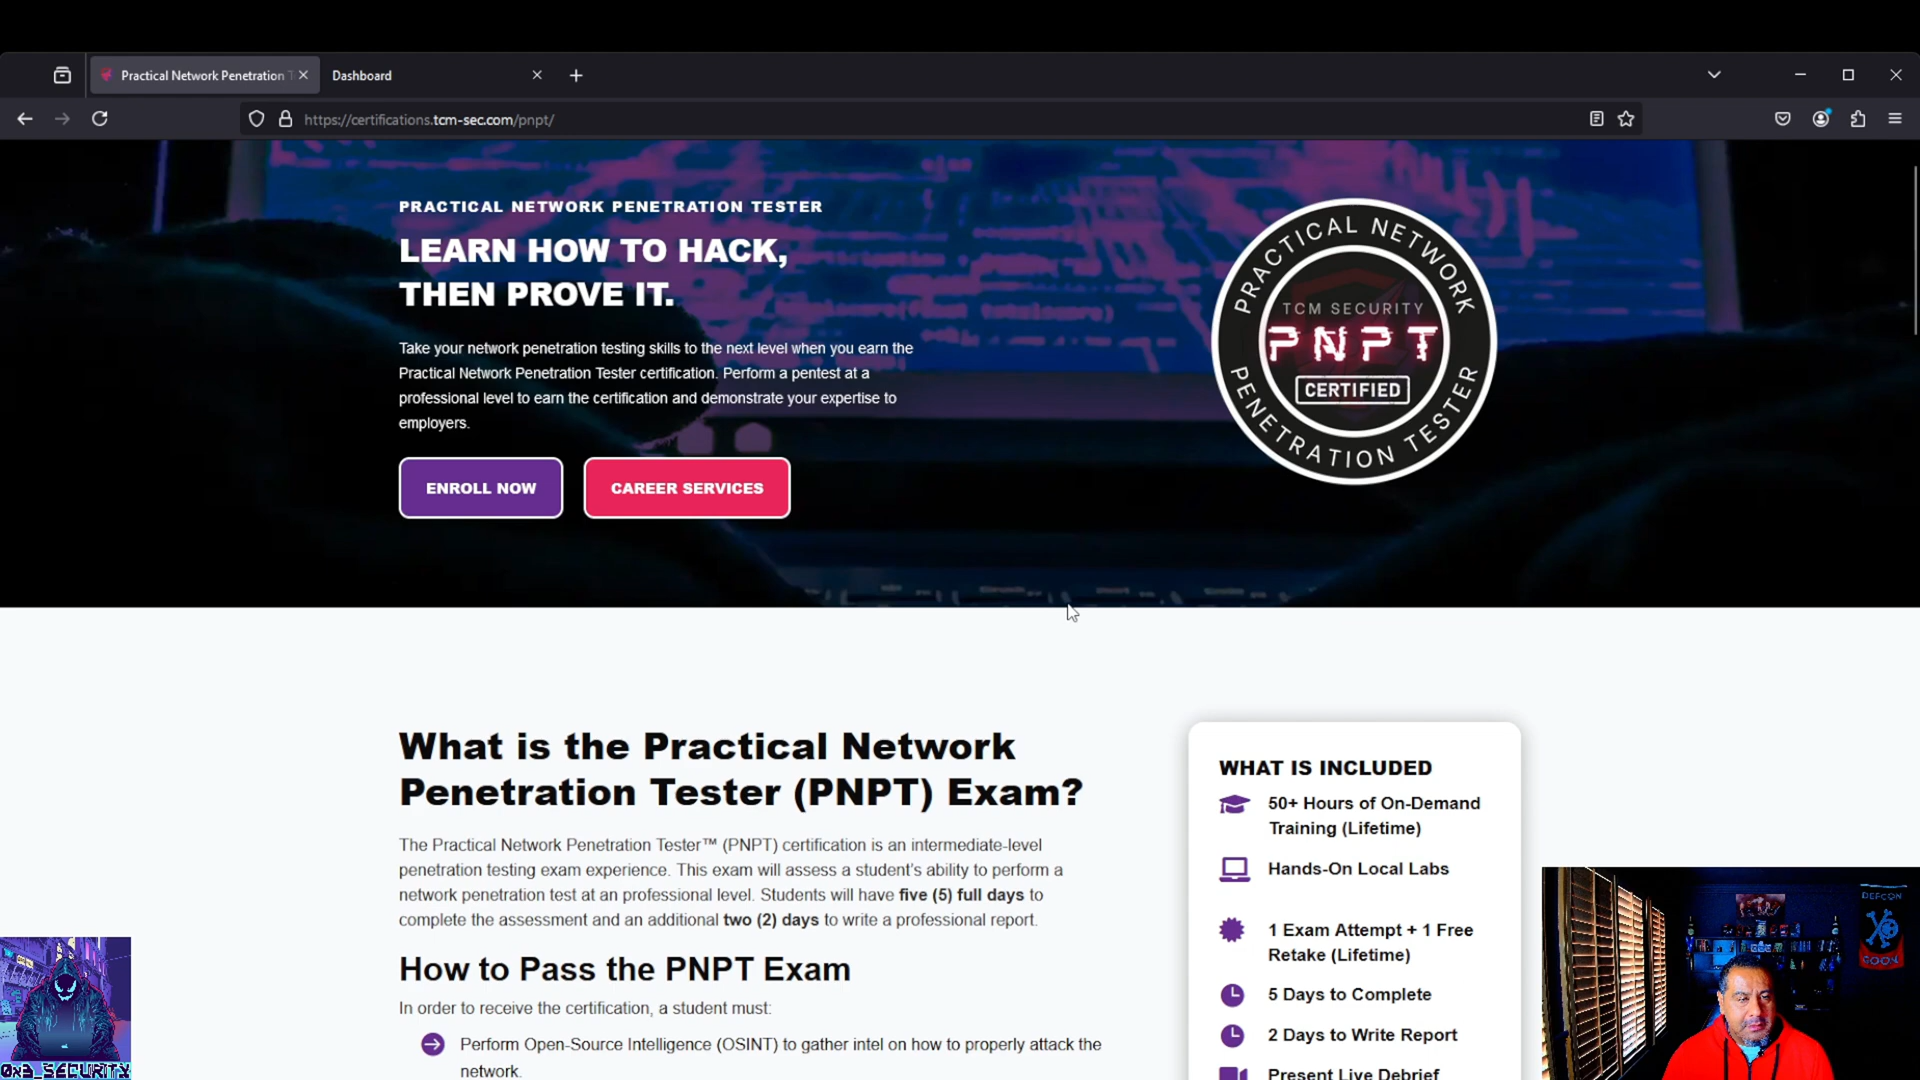 Practical Network Penetration T
Dashboard
https://certifications.tcm-sec.com/pnpt/
PRACTICAL NETWORK PENETRATION TESTER
LEARN HOW TO HACK,
THEN PROVE IT.
Take your network penetration testing skills to the next level when you earn the
Practical Network Penetration Tester certification. Perform a pentest at a
professional level to earn the certification and demonstrate your expertise to
employers.
ENROLL NOW
CAREER SERVICES
PRACTICAL NETWORK
TCM SECURITY
PNPT
CERTIFIED
PENETRATION TESTER
What is the Practical Network
Penetration Tester (PNPT) Exam?
The Practical Network Penetration Tester™ (PNPT) certification is an intermediate-level
penetration testing exam experience. This exam will assess a student's ability to perform a
network penetration test at an professional level. Students will have five (5) full days to
complete the assessment and an additional two (2) days to write a professional report.
How to Pass the PNPT Exam
In order to receive the certification, a student must:
Perform Open-Source Intelligence (OSINT) to gather intel on how to properly attack the
network.
WHAT IS INCLUDED
50+ Hours of On-Demand
Training (Lifetime)
Hands-On Local Labs
1 Exam Attempt + 1 Free
Retake (Lifetime)
5 Days to Complete
2 Days to Write Report
Present Live Debrief
0x3_SECURITY
DEFCON